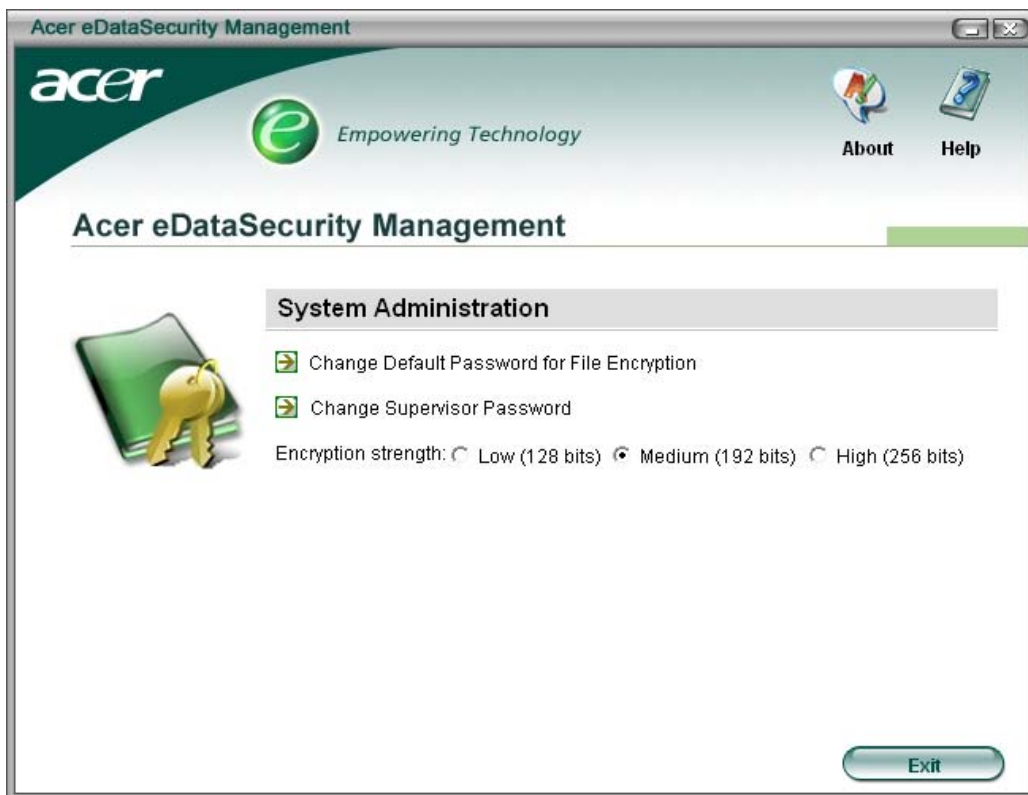 Acer eDataSecurity Management
acer
e Empowering Technology
About Help
Acer eDataSecurity Management
System Administration
Change Default Password for File Encryption
Change Supervisor Password
Encryption strength: Low (128 bits) Medium (192 bits) High (256 bits)
Exit